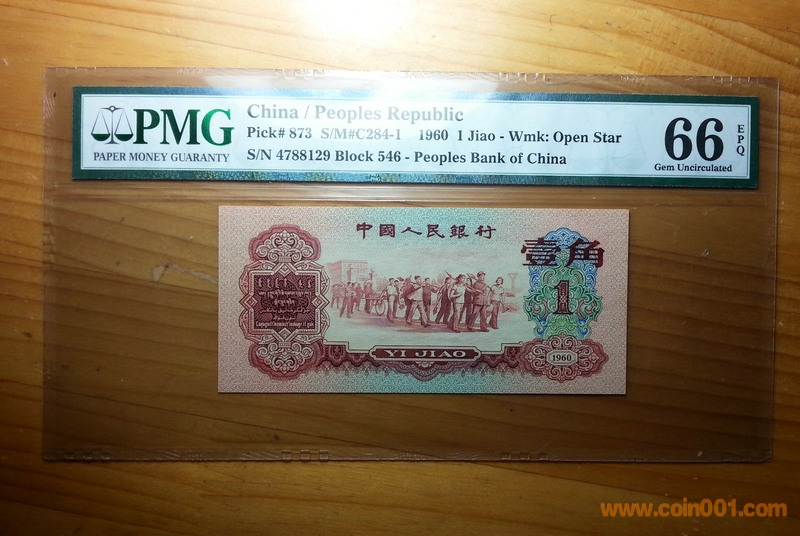 PMG
PAPER MONEY GUARANTY
China / Peoples Republic
Pick# 873 S/M#C284-1 1960 1 Jiao - Wmk: Open Star
S/N 4788129 Block 546 - Peoples Bank of China
66
EPQ
Gem Uncirculated
中國人民銀行
壹角
1
YI JIAO
1960
www.coin001.com